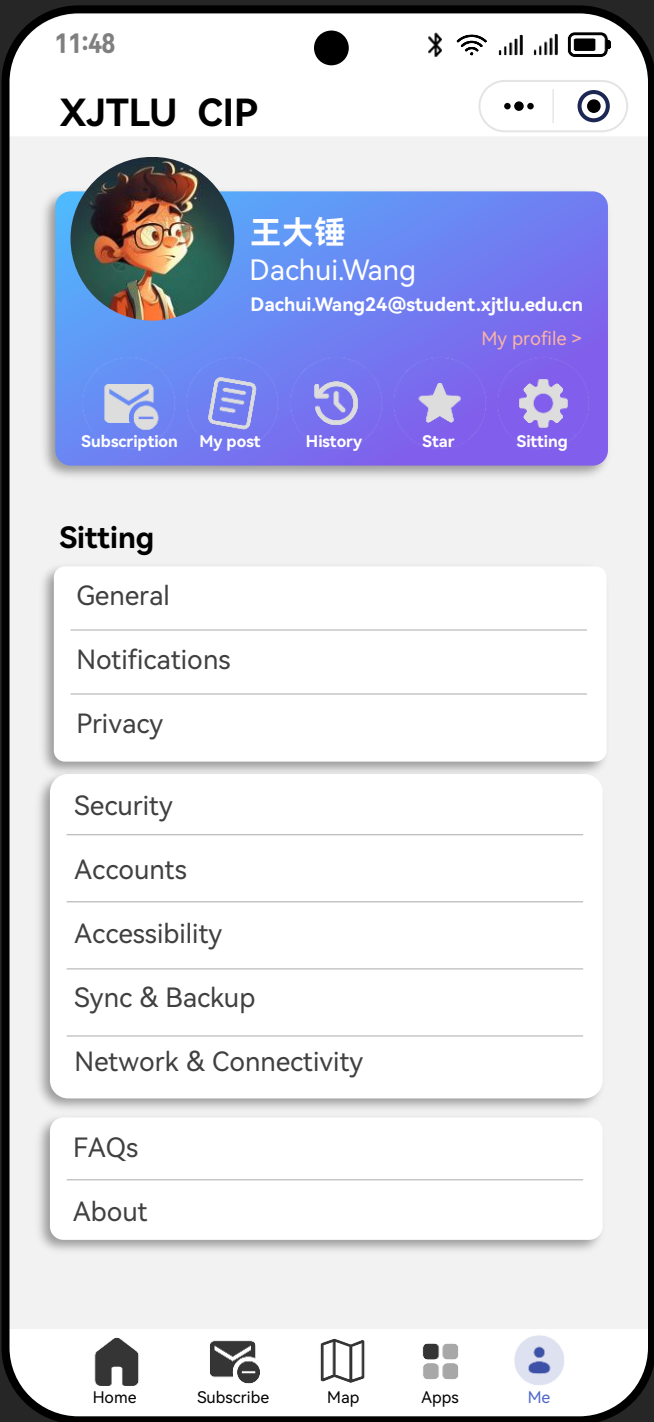 11:48
XJTLU CIP
王大锤
Dachui.Wang
Dachui.Wang24@student.xjtlu.edu.cn
My profile >
Subscription My post History Star Sitting
Sitting
General
Notifications
Privacy
Security
Accounts
Accessibility
Sync & Backup
Network & Connectivity
FAQs
About
Home Subscribe Map Apps Me